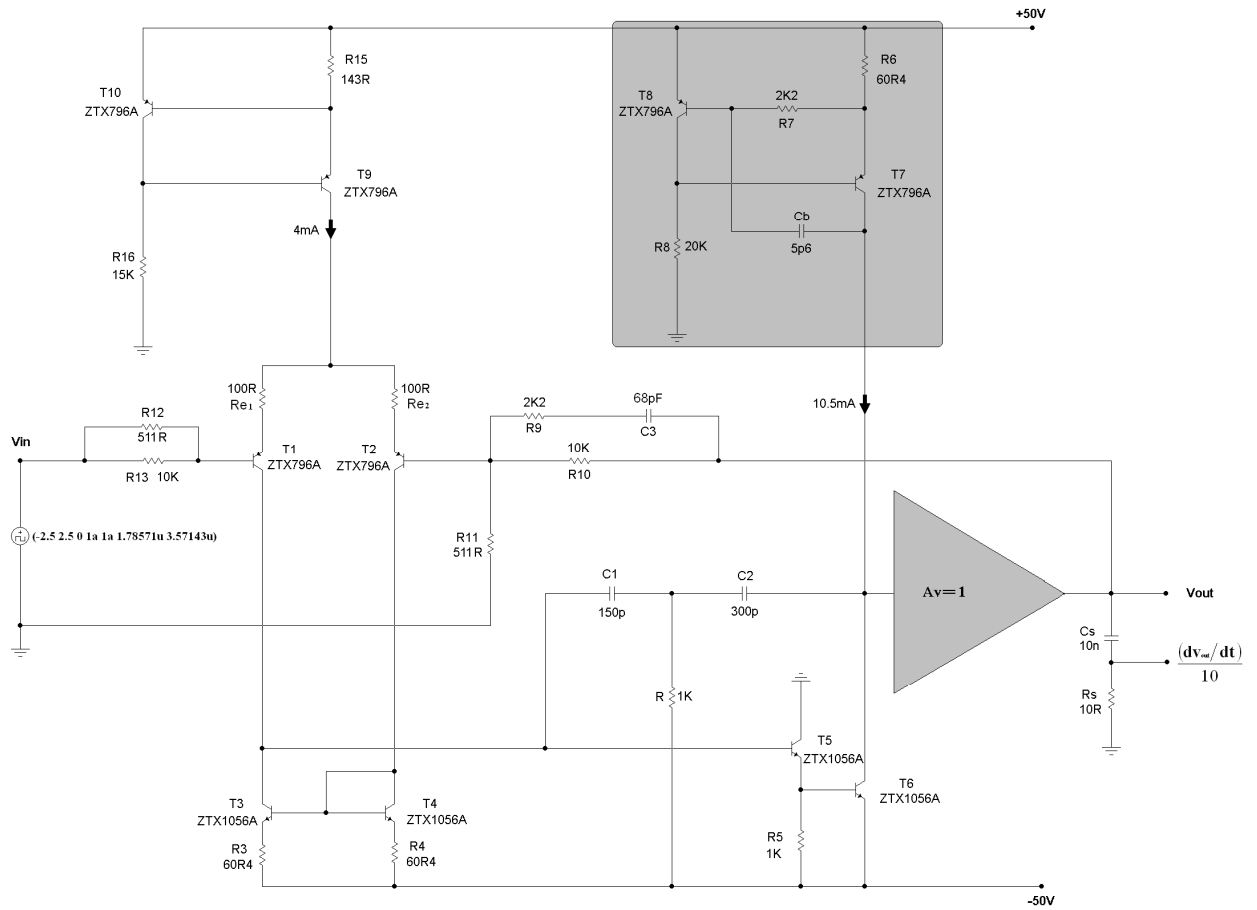 +50V
R15
143R
T10
ZTX796A
T9
ZTX796A
4mA
R16
15K
T8
ZTX796A
2K2
R7
R6
60R4
T7
ZTX796A
Cb
5p6
R8 20K
10.5mA
100R
Re₁
100R
Re₂
R12
511R
Vin
R13 10K
T1
ZTX796A
T2
ZTX796A
2K2
R9
68pF
C3
10K
R10
R11
511R
(-2.5 2.5 0 1a 1a 1.78571u 3.57143u)
C1
150p
C2
300p
R 1K
Av=1
Vout
Cs
10n
(dvout/dt)
10
Rs
10R
T5
ZTX1056A
T6
ZTX1056A
T3
ZTX1056A
T4
ZTX1056A
R3
60R4
R4
60R4
R5
1K
-50V